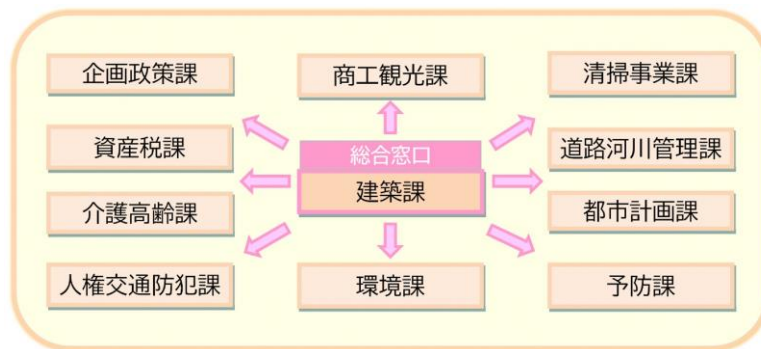 企画政策課
商工観光課
清掃事業課
資産税課
総合窓口
道路河川管理課
建築課
介護高齢課
都市計画課
人権交通防犯課
環境課
予防課